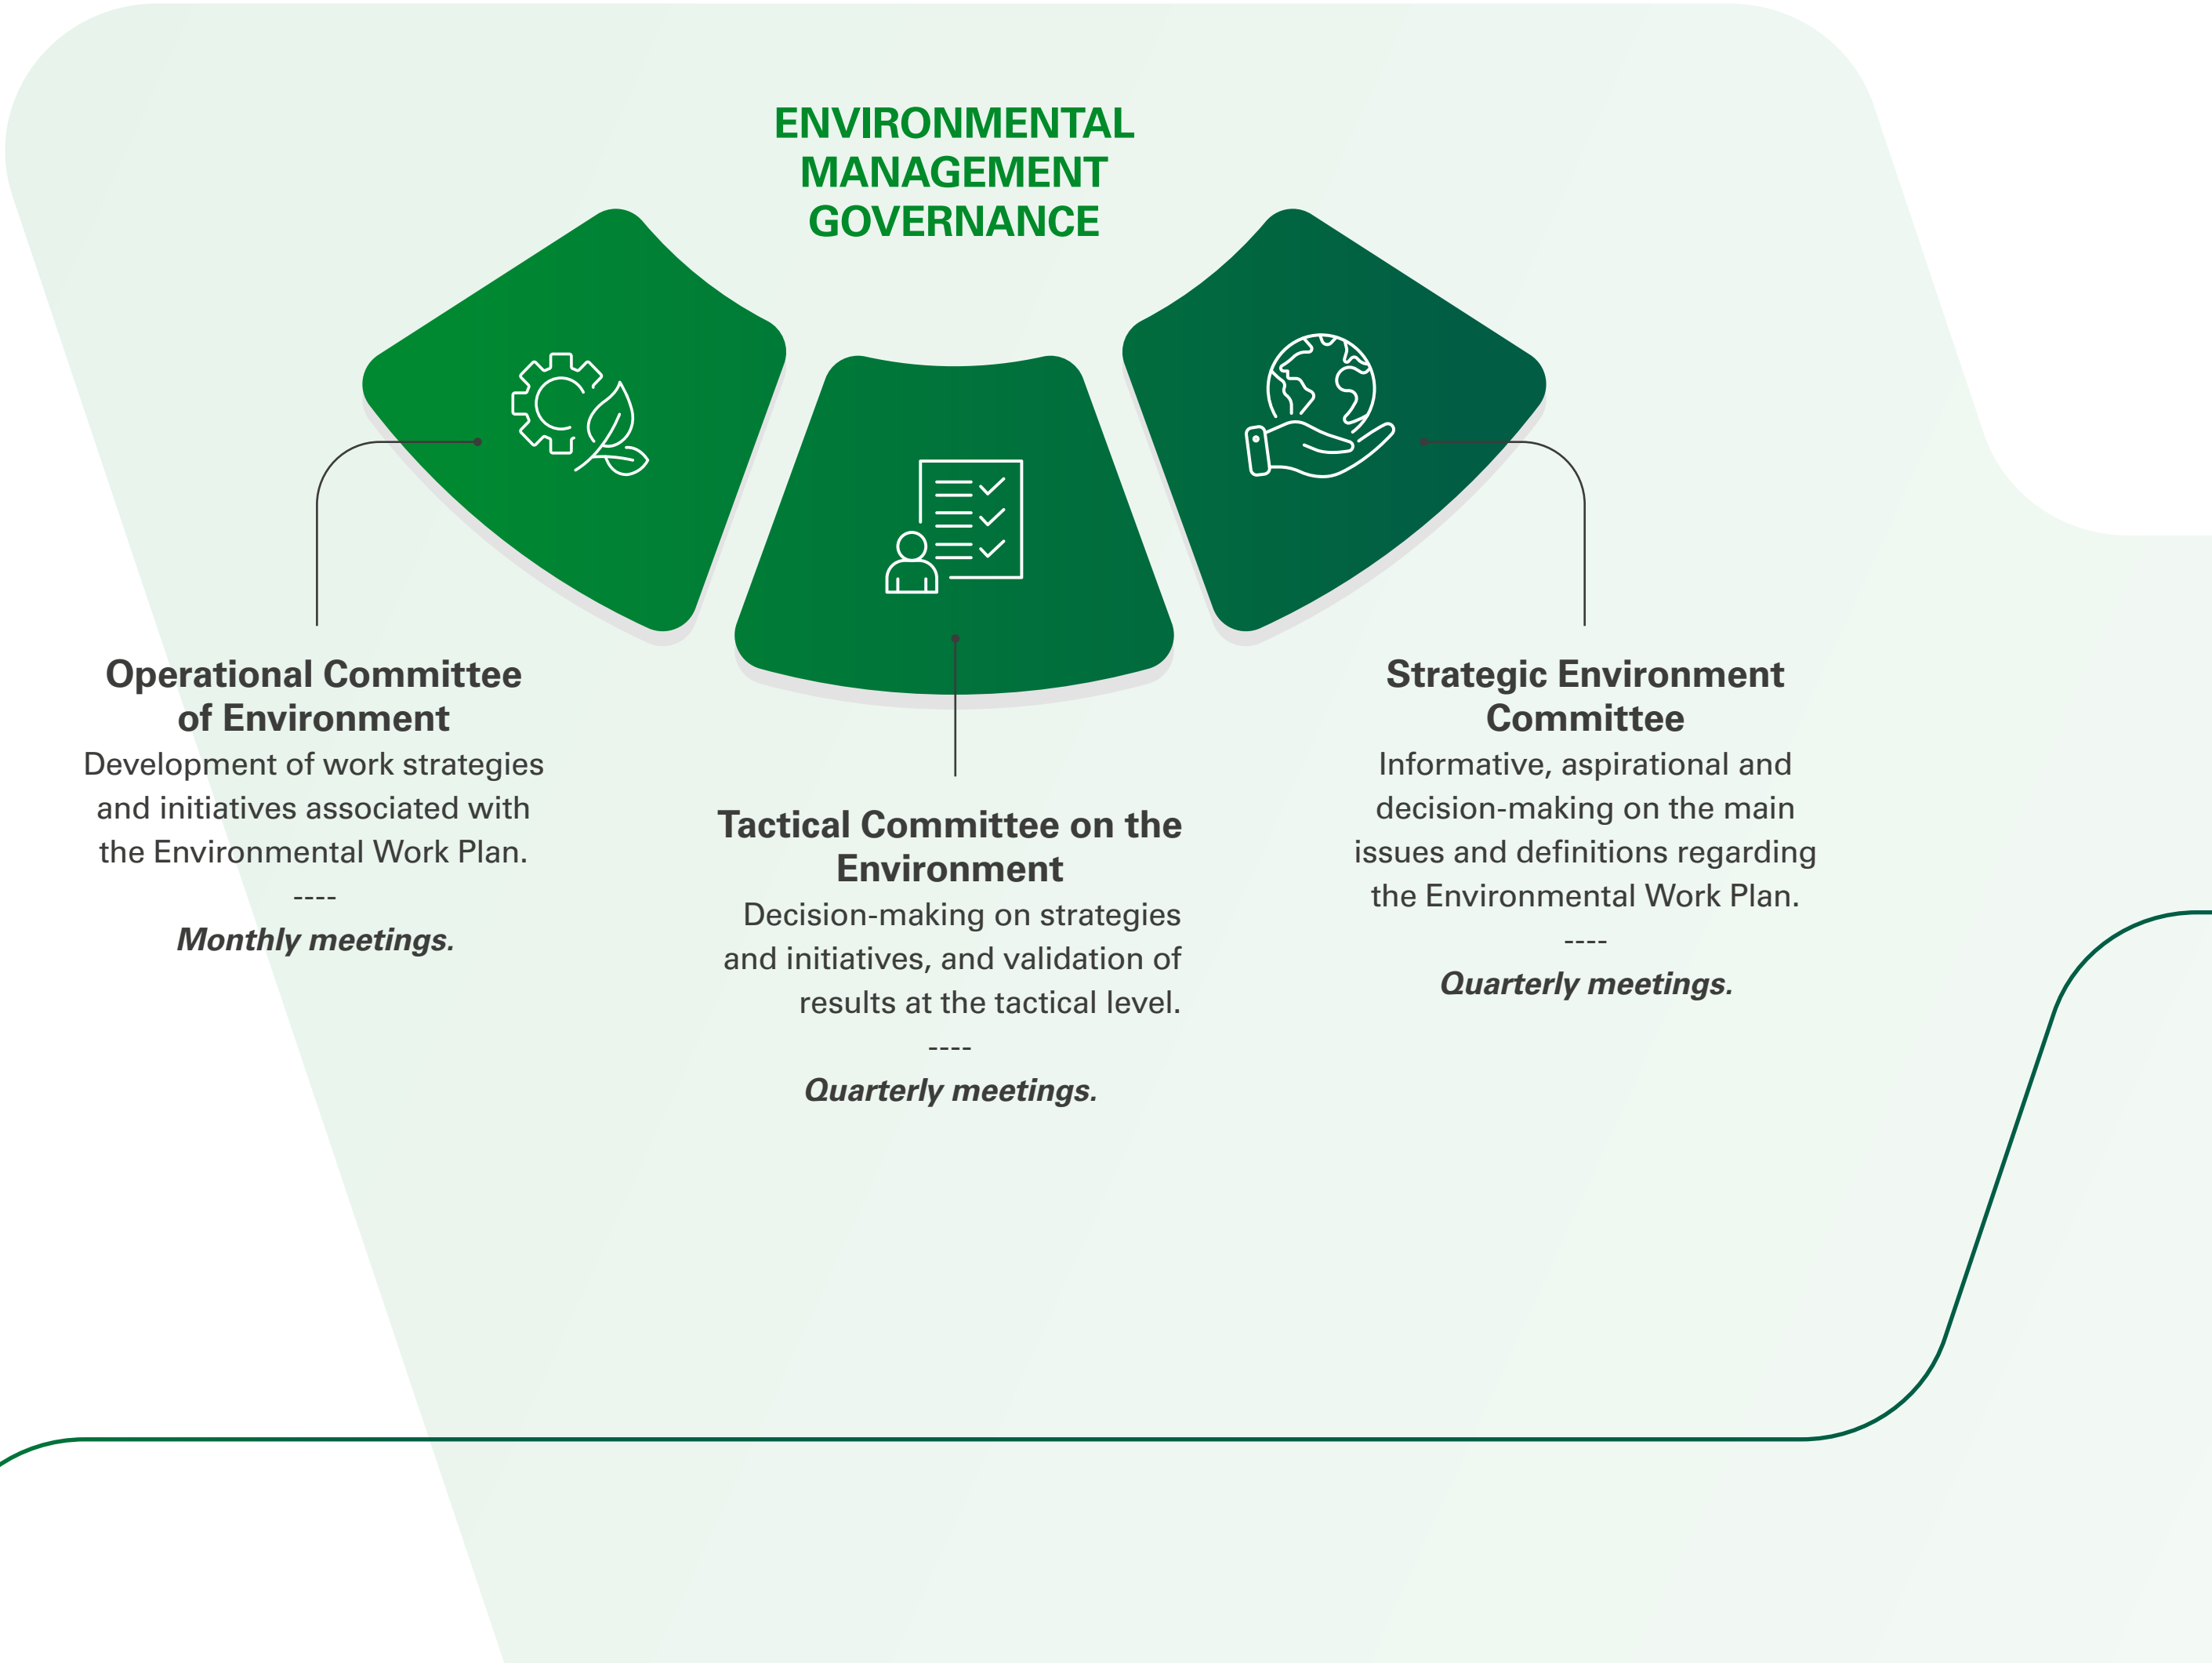 ENVIRONMENTAL
MANAGEMENT
GOVERNANCE
Operational Committee
of Environment
Development of work strategies
and initiatives associated with
the Environmental Work Plan.
----
Monthly meetings.
Tactical Committee on the
Environment
Decision-making on strategies
and initiatives, and validation of
results at the tactical level.
----
Quarterly meetings.
Strategic Environment
Committee
Informative, aspirational and
decision-making on the main
issues and definitions regarding
the Environmental Work Plan.
----
Quarterly meetings.